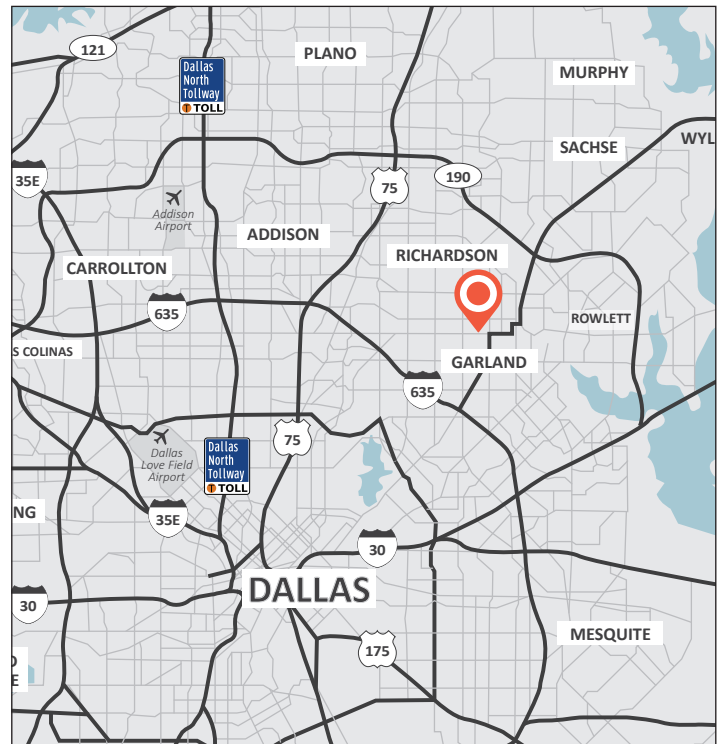 PLANO
121
Dallas
North
Tollway
TOLL
MURPHY
SACHSE
WYL
35E
75
190
Addison
Airport
ADDISON
RICHARDSON
CARROLLTON
635
ROWLETT
S COLINAS
GARLAND
635
75
Dallas
Love Field
Airport
Dallas
North
Tollway
TOLL
NG
35E
30
DALLAS
30
MESQUITE
175
E